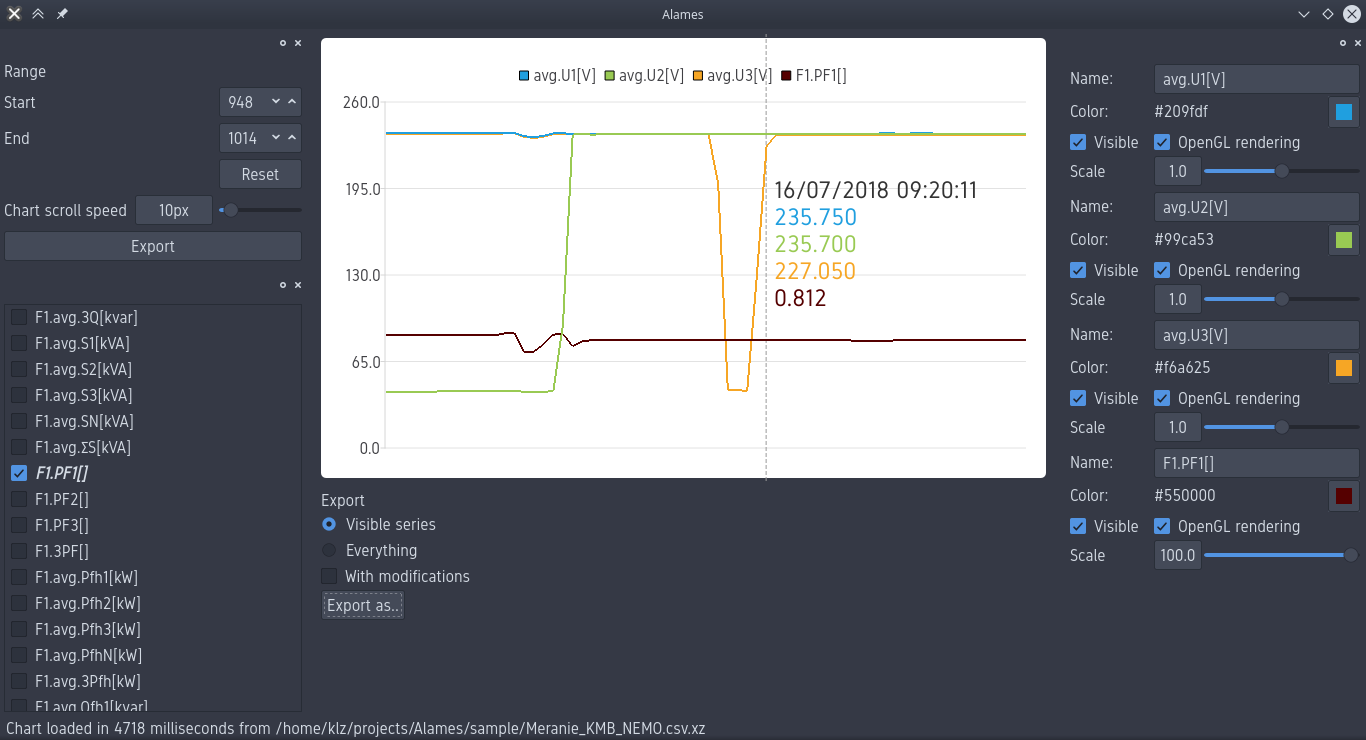 Alames
Range
Start
948
End
1014
Reset
Chart scroll speed
10px
Export
F1.avg.3Q[kvar]
F1.avg.S1[kVA]
F1.avg.S2[kVA]
F1.avg.S3[kVA]
F1.avg.SN[kVA]
F1.avg.ΣS[kVA]
F1.PF1[]
F1.PF2[]
F1.PF3[]
F1.3PF[]
F1.avg.Pfh1[kW]
F1.avg.Pfh2[kW]
F1.avg.Pfh3[kW]
F1.avg.PfhN[kW]
F1.avg.3Pfh[kW]
F1.avg.Qfh1[kvar]
avg.U1[V] avg.U2[V] avg.U3[V] F1.PF1[]
260.0
195.0
130.0
65.0
0.0
16/07/2018 09:20:11
235.750
235.700
227.050
0.812
Export
Visible series
Everything
With modifications
Export as..
Name: avg.U1[V]
Color: #209fdf
Visible OpenGL rendering
Scale 1.0
Name: avg.U2[V]
Color: #99ca53
Visible OpenGL rendering
Scale 1.0
Name: avg.U3[V]
Color: #f6a625
Visible OpenGL rendering
Scale 1.0
Name: F1.PF1[]
Color: #550000
Visible OpenGL rendering
Scale 100.0
Chart loaded in 4718 milliseconds from /home/klz/projects/Alames/sample/Meranie_KMB_NEMO.csv.xz